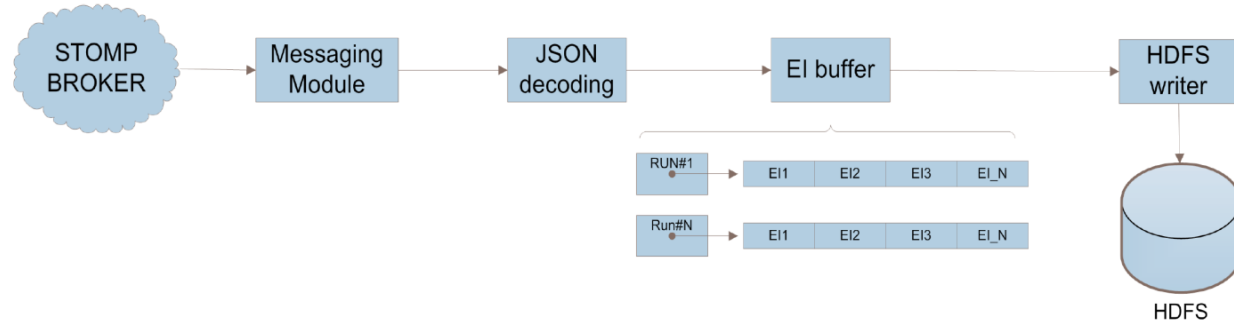 STOMP
BROKER
Messaging
Module
JSON
decoding
EI buffer
HDFS
writer
RUN#1
EI1 EI2 EI3 EI_N
Run#N
EI1 EI2 EI3 EI_N
HDFS